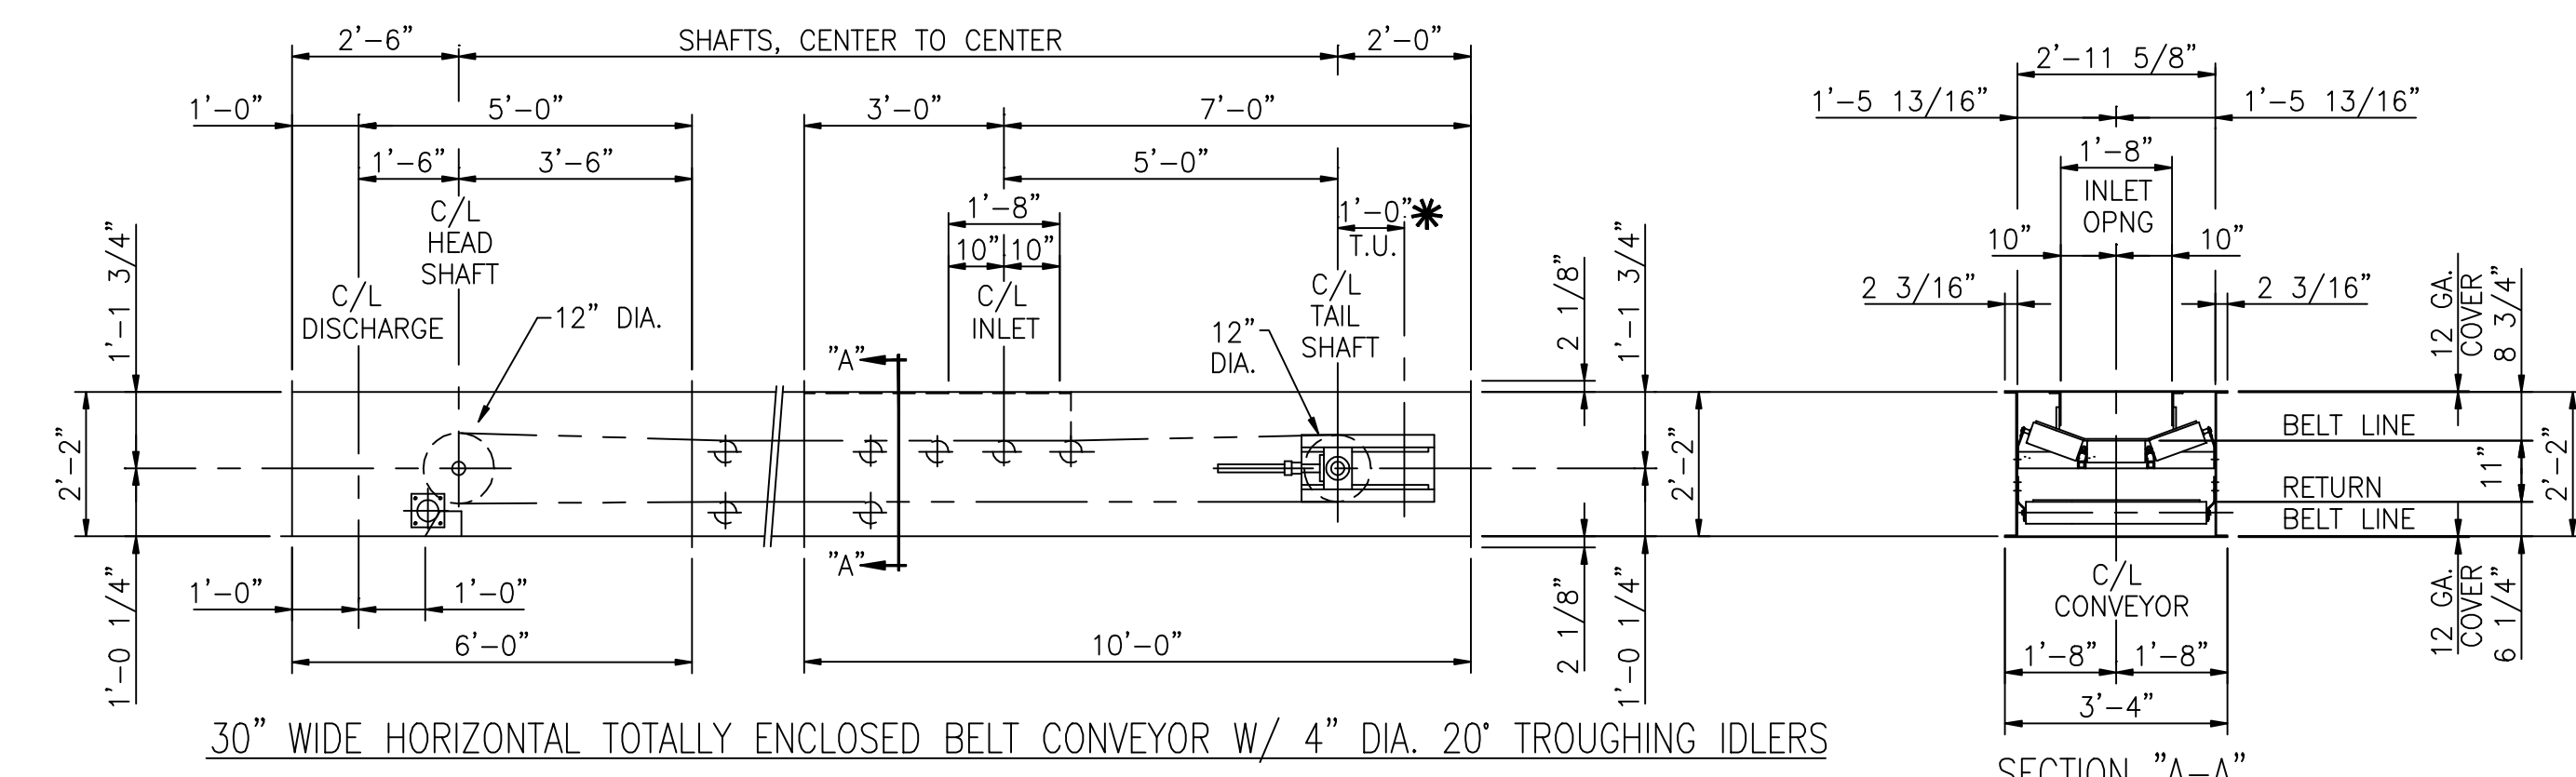 2'-6" SHAFTS, CENTER TO CENTER 2'-0"
1'-0" 5'-0" 3'-0" 7'-0"
1'-6" 3'-6" 5'-0"
C/L
HEAD
SHAFT
1'-8"
1'-0" *
T.U.
10" 10"
C/L
DISCHARGE
12" DIA.
C/L
INLET
12"
DIA.
C/L
TAIL
SHAFT
1'-1 3/4"
2'-2"
1'-0 1/4"
"A"
"A"
2 1/8"
1'-1 3/4"
2'-2"
2 1/8"
1'-0 1/4"
1'-0" 1'-0"
6'-0" 10'-0"
30" WIDE HORIZONTAL TOTALLY ENCLOSED BELT CONVEYOR W/ 4" DIA. 20° TROUGHING IDLERS
2'-11 5/8"
1'-5 13/16" 1'-5 13/16"
1'-8"
INLET
OPNG
10" 10"
2 3/16" 2 3/16"
12 GA.
COVER
8 3/4"
BELT LINE
11"
2'-2"
RETURN
BELT LINE
12 GA.
COVER
6 1/4"
C/L
CONVEYOR
1'-8" 1'-8"
3'-4"
SECTION "A-A"